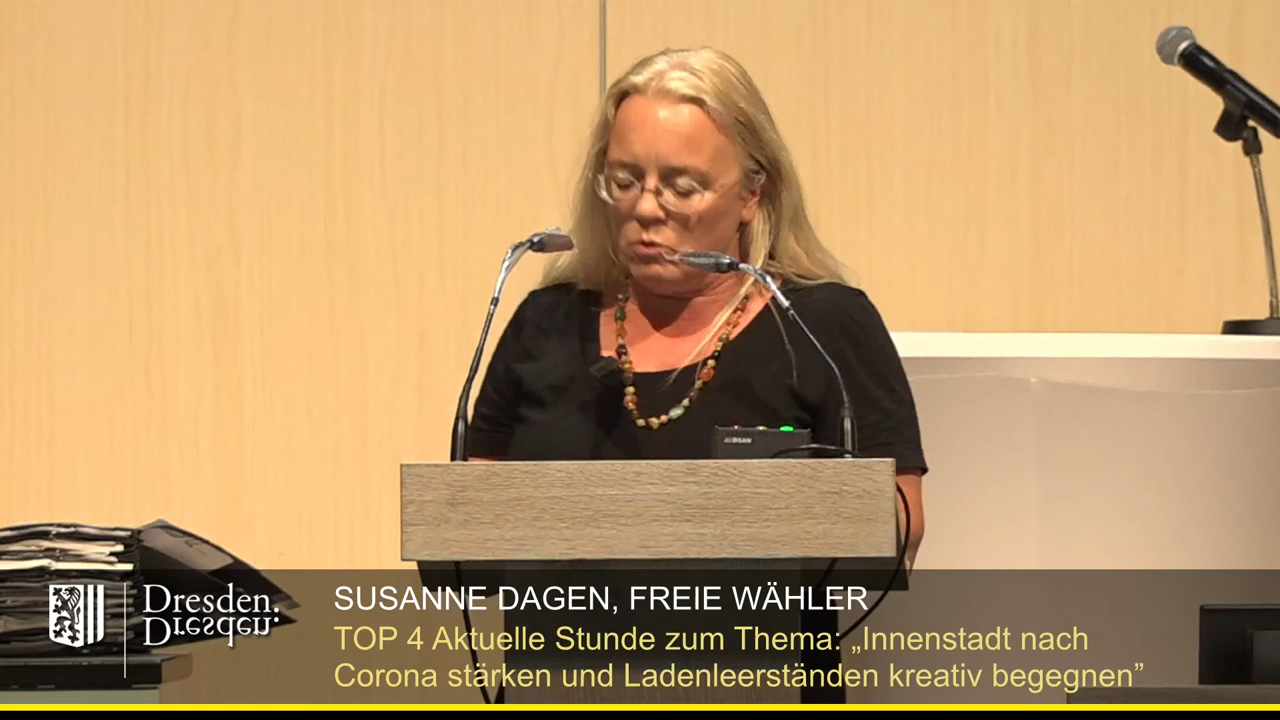 Dresden.
Dresden.
SUSANNE DAGEN, FREIE WÄHLER
TOP 4 Aktuelle Stunde zum Thema: „Innenstadt nach
Corona stärken und Ladenleerständen kreativ begegnen”